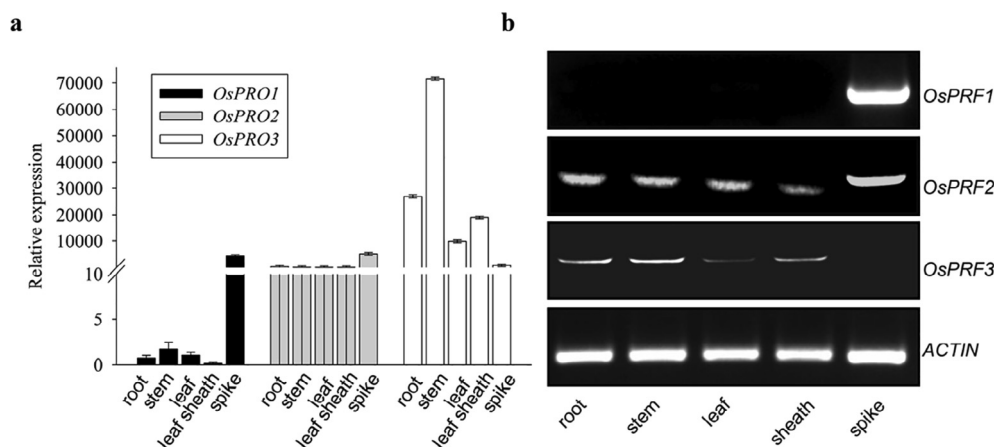 a
Relative expression
70000
60000
50000
40000
30000
20000
10000
10
5
0
OsPRO1
OsPRO2
OsPRO3
root
stem
leaf
leaf sheath
spike
root
stem
leaf
leaf sheath
spike
root
stem
leaf
leaf sheath
spike
b
OsPRF1
OsPRF2
OsPRF3
ACTIN
root
stem
leaf
sheath
spike